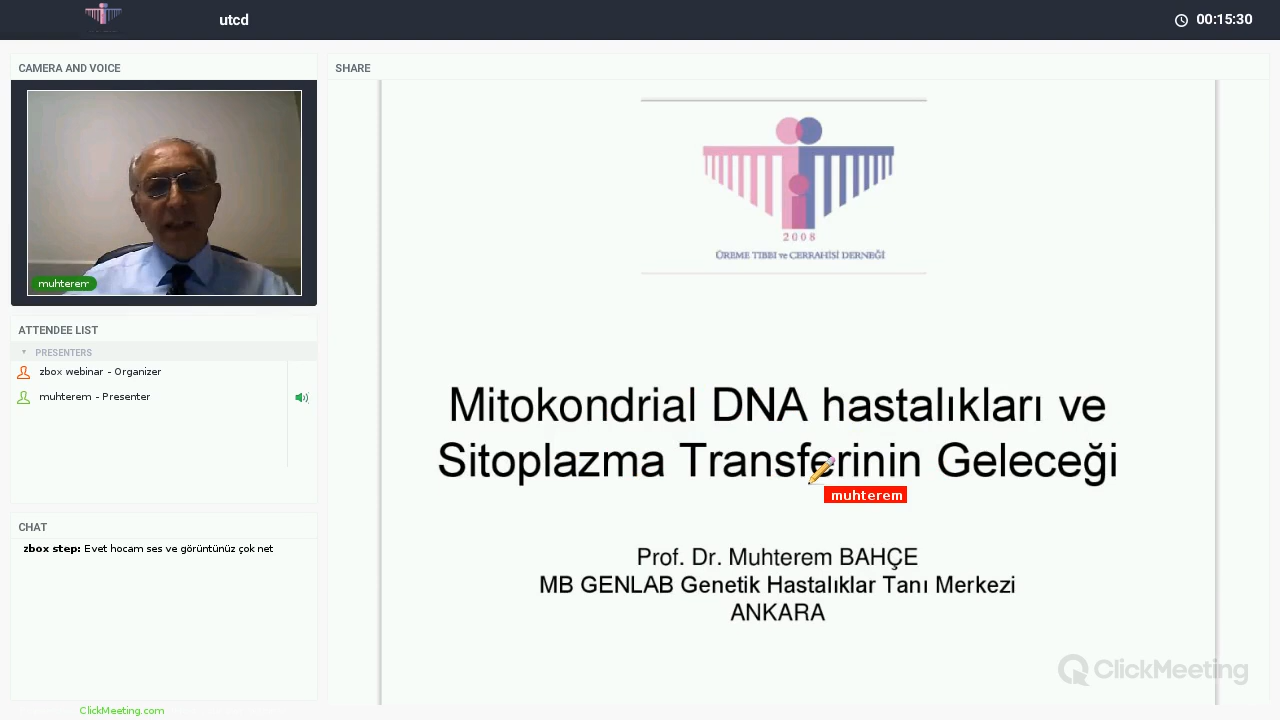 utcd
00:15:30
CAMERA AND VOICE
muhterem
ATTENDEE LIST
PRESENTERS
zbox webinar - Organizer
muhterem - Presenter
CHAT
zbox step: Evet hocam ses ve görüntünüz çok net
ClickMeeting.com
SHARE
2008
ÜREME TIBBI ve CERRAHİSİ DERNEĞİ
Mitokondrial DNA hastalıkları ve
Sitoplazma Transferinin Geleceği
muhterem
Prof. Dr. Muhterem BAHÇE
MB GENLAB Genetik Hastalıklar Tanı Merkezi
ANKARA
ClickMeeting